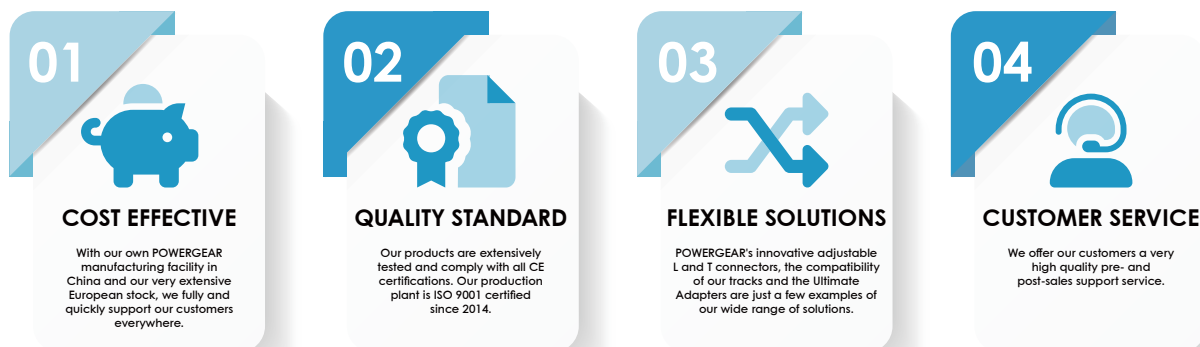 01
COST EFFECTIVE
With our own POWERGEAR
manufacturing facility in
China and our very extensive
European stock, we fully and
quickly support our customers
everywhere.
02
QUALITY STANDARD
Our products are extensively
tested and comply with all CE
certifications. Our production
plant is ISO 9001 certified
since 2014.
03
FLEXIBLE SOLUTIONS
POWERGEAR's innovative adjustable
L and T connectors, the compatibility
of our tracks and the Ultimate
Adapters are just a few examples of
our wide range of solutions.
04
CUSTOMER SERVICE
We offer our customers a very
high quality pre- and
post-sales support service.